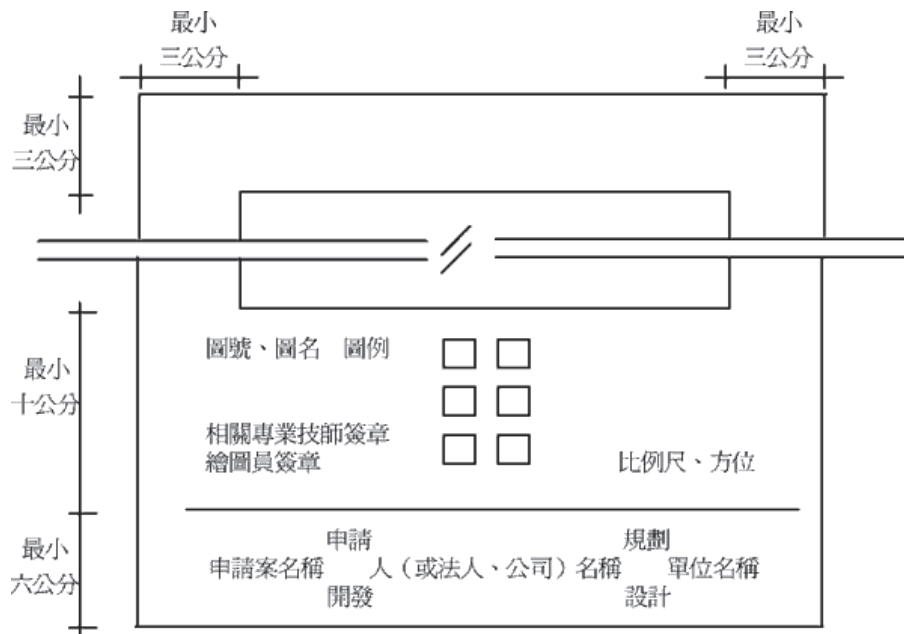 最小
三公分
最小
三公分
最小
三公分
最小
十公分
圖號、圖名　圖例
相關專業技師簽章
繪圖員簽章
比例尺、方位
最小
六公分
申請　規劃
申請案名稱　人（或法人、公司）名稱　單位名稱
開發　設計